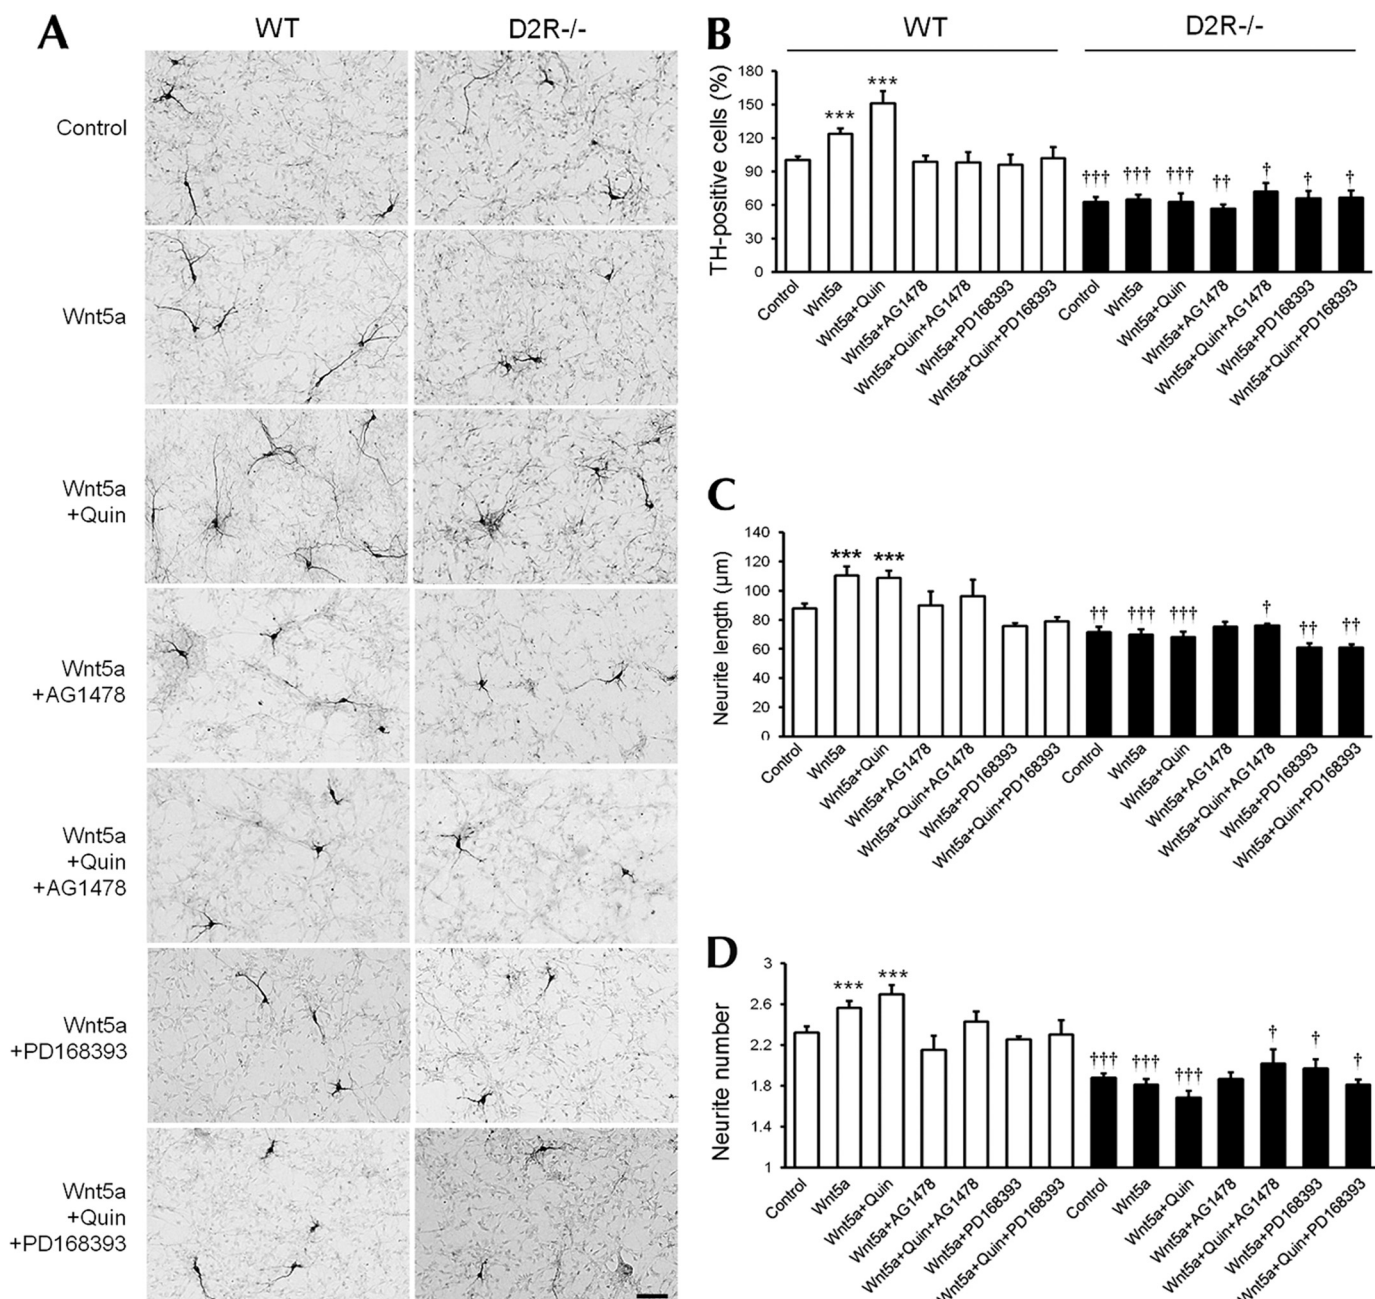 A
WT
D2R-/-
Control
Wnt5a
Wnt5a
+Quin
Wnt5a
+AG1478
Wnt5a
+Quin
+AG1478
Wnt5a
+PD168393
Wnt5a
+Quin
+PD168393
B
WT
D2R-/-
TH-positive cells (%)
180
150
120
90
60
30
0
***
***
†††
†††
†††
††
†
†
†
Control
Wnt5a
Wnt5a+Quin
Wnt5a+AG1478
Wnt5a+Quin+AG1478
Wnt5a+PD168393
Wnt5a+Quin+PD168393
Control
Wnt5a
Wnt5a+Quin
Wnt5a+AG1478
Wnt5a+Quin+AG1478
Wnt5a+PD168393
Wnt5a+Quin+PD168393
C
Neurite length (µm)
140
120
100
80
60
40
20
0
***
***
††
†††
†††
†
††
††
Control
Wnt5a
Wnt5a+Quin
Wnt5a+AG1478
Wnt5a+Quin+AG1478
Wnt5a+PD168393
Wnt5a+Quin+PD168393
Control
Wnt5a
Wnt5a+Quin
Wnt5a+AG1478
Wnt5a+Quin+AG1478
Wnt5a+PD168393
Wnt5a+Quin+PD168393
D
Neurite number
3
2.6
2.2
1.8
1.4
1
***
***
†††
†††
†††
†
†
†
Control
Wnt5a
Wnt5a+Quin
Wnt5a+AG1478
Wnt5a+Quin+AG1478
Wnt5a+PD168393
Wnt5a+Quin+PD168393
Control
Wnt5a
Wnt5a+Quin
Wnt5a+AG1478
Wnt5a+Quin+AG1478
Wnt5a+PD168393
Wnt5a+Quin+PD168393